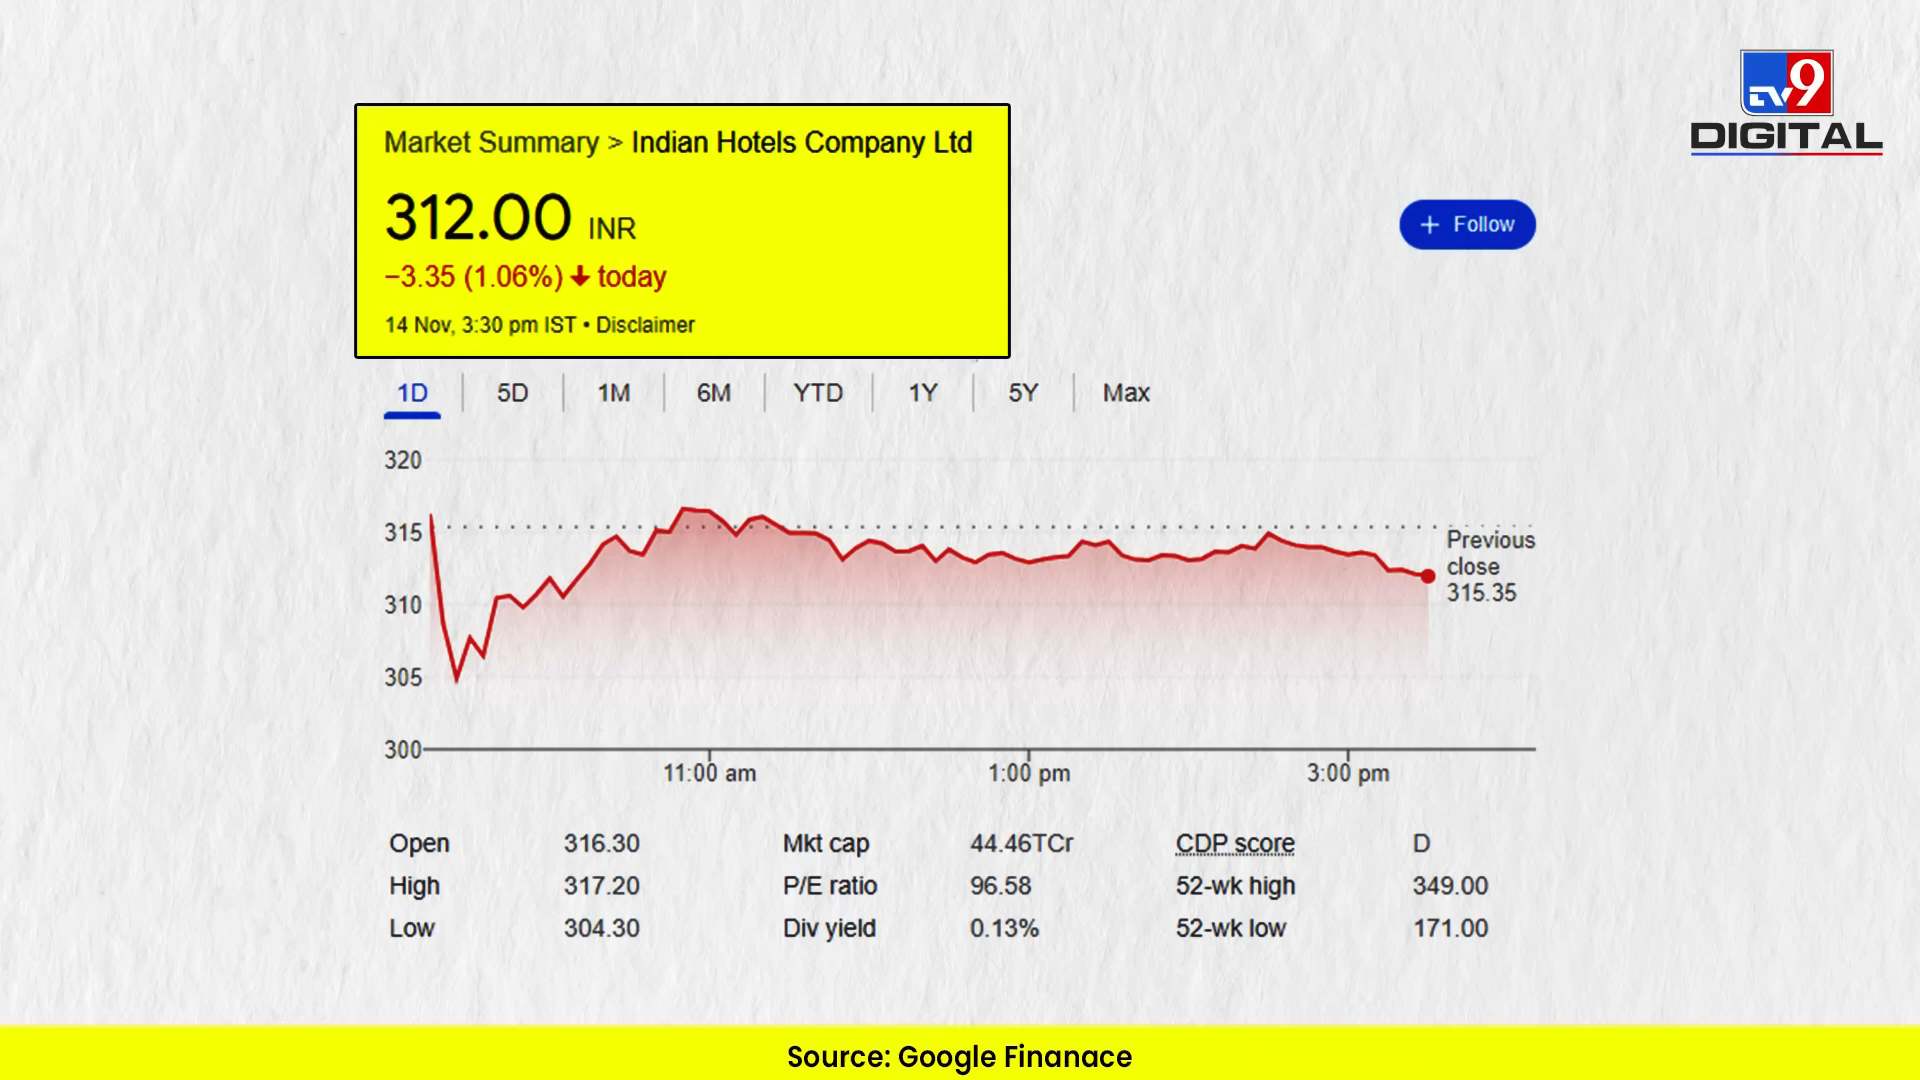 TV9
DIGITAL
Market Summary > Indian Hotels Company Ltd
312.00 INR
−3.35 (1.06%) ↓ today
14 Nov, 3:30 pm IST • Disclaimer
+ Follow
1D 5D 1M 6M YTD 1Y 5Y Max
320
315
310
305
300
Previous
close
315.35
11:00 am 1:00 pm 3:00 pm
Open 316.30 Mkt cap 44.46TCr CDP score D
High 317.20 P/E ratio 96.58 52-wk high 349.00
Low 304.30 Div yield 0.13% 52-wk low 171.00
Source: Google Finanace